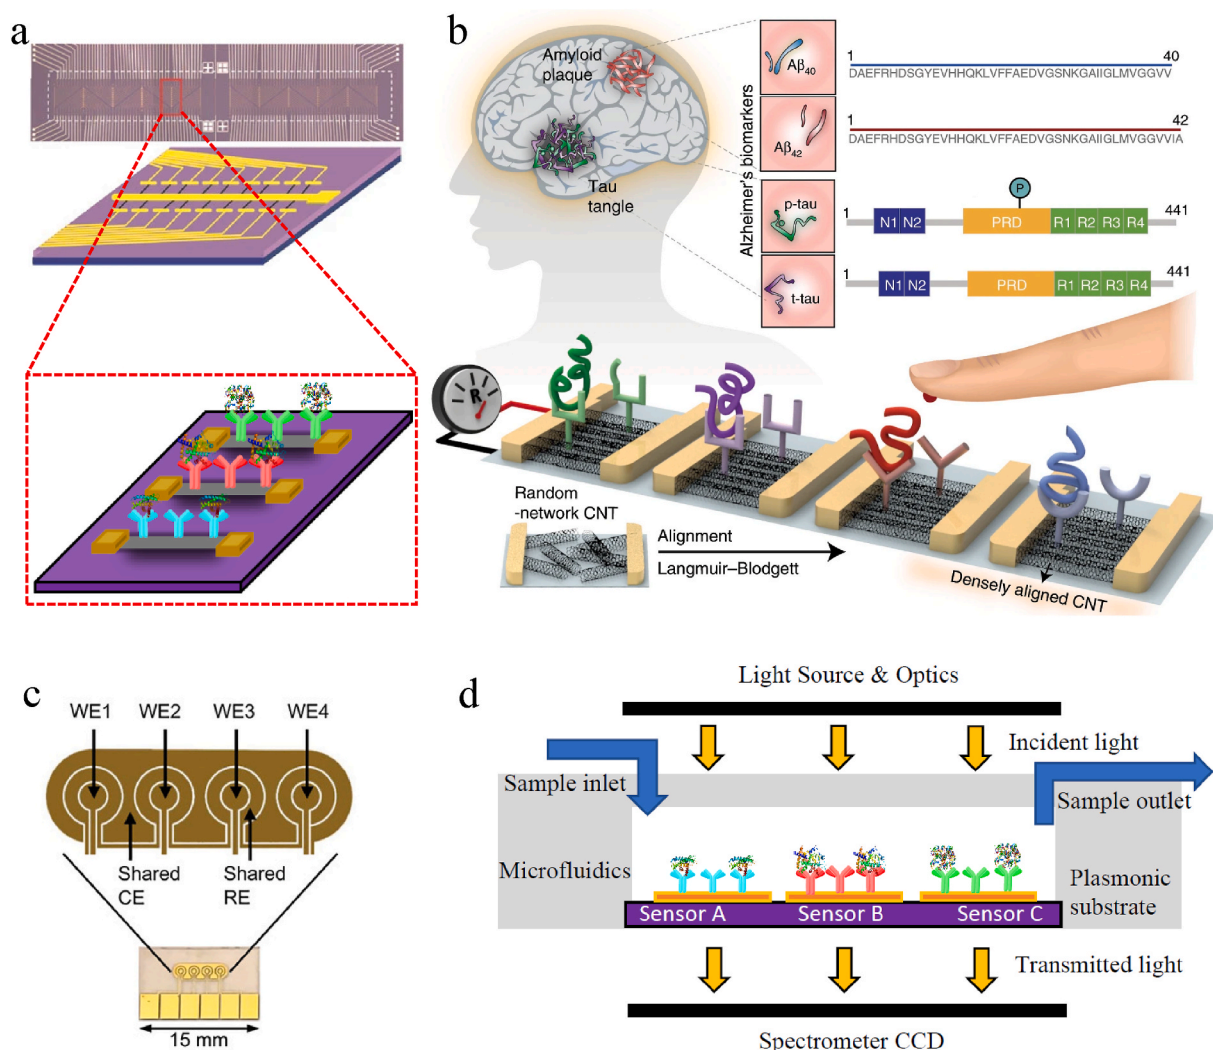 a
b
Amyloid
plaque
Tau
tangle
Alzheimer's biomarkers
Aβ40
Aβ42
p-tau
t-tau
1 40
DAEFRHDSGYEVHHQKLVFFAEDVGSNKGAIIGLMVGGVV
1 42
DAEFRHDSGYEVHHQKLVFFAEDVGSNKGAIIGLMVGGVVIA
P
1 441
N1 N2 PRD R1 R2 R3 R4
1 441
N1 N2 PRD R1 R2 R3 R4
R
Random
-network CNT
Alignment
Langmuir–Blodgett
Densely aligned CNT
c
WE1 WE2 WE3 WE4
Shared
CE
Shared
RE
15 mm
d
Light Source & Optics
Incident light
Sample inlet
Sample outlet
Microfluidics
Plasmonic
substrate
Sensor A Sensor B Sensor C
Transmitted light
Spectrometer CCD